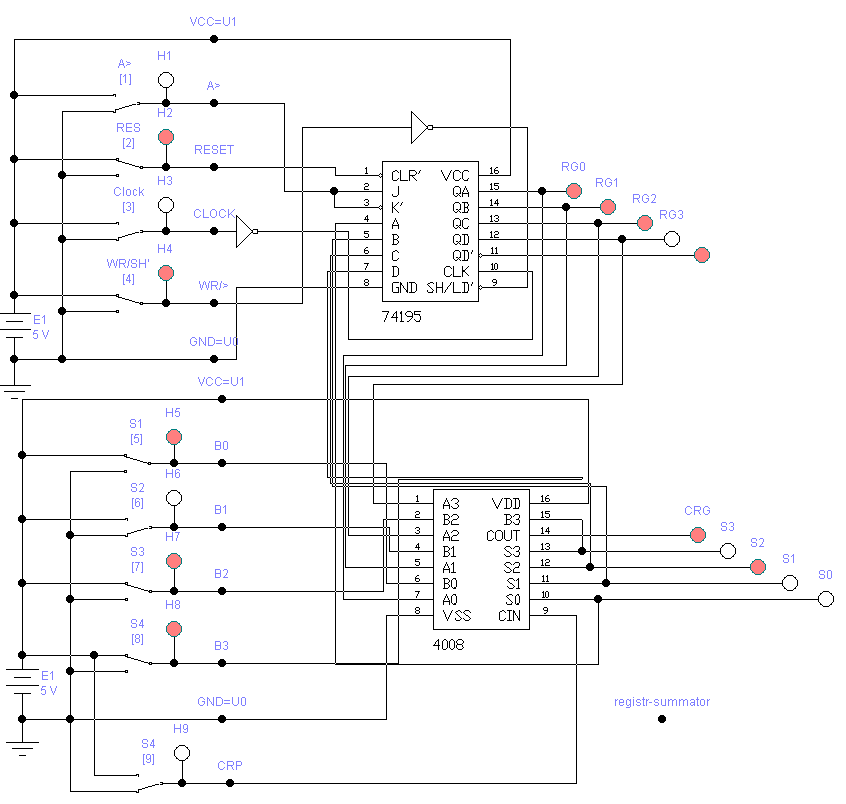 VCC=U1
H1
A>
[1]
A>
H2
RES
[2]
RESET
H3
Clock
[3]
CLOCK
H4
WR/SH'
[4]
WR/>
E1
5 V
GND=U0
1 CLR' VCC 16
2 J QA 15
3 K' QB 14
4 A QC 13
5 B QD 12
6 C QD' 11
7 D CLK 10
8 GND SH/LD' 9
74195
RG0
RG1
RG2
RG3
VCC=U1
H5
S1
[5]
B0
H6
S2
[6]
B1
H7
S3
[7]
B2
H8
S4
[8]
B3
E1
5 V
GND=U0
H9
S4
[9]
CRP
1 A3 VDD 16
2 B2 B3 15
3 A2 COUT 14
4 B1 S3 13
5 A1 S2 12
6 B0 S1 11
7 A0 S0 10
8 VSS CIN 9
4008
CRG
S3
S2
S1
S0
registr-summator